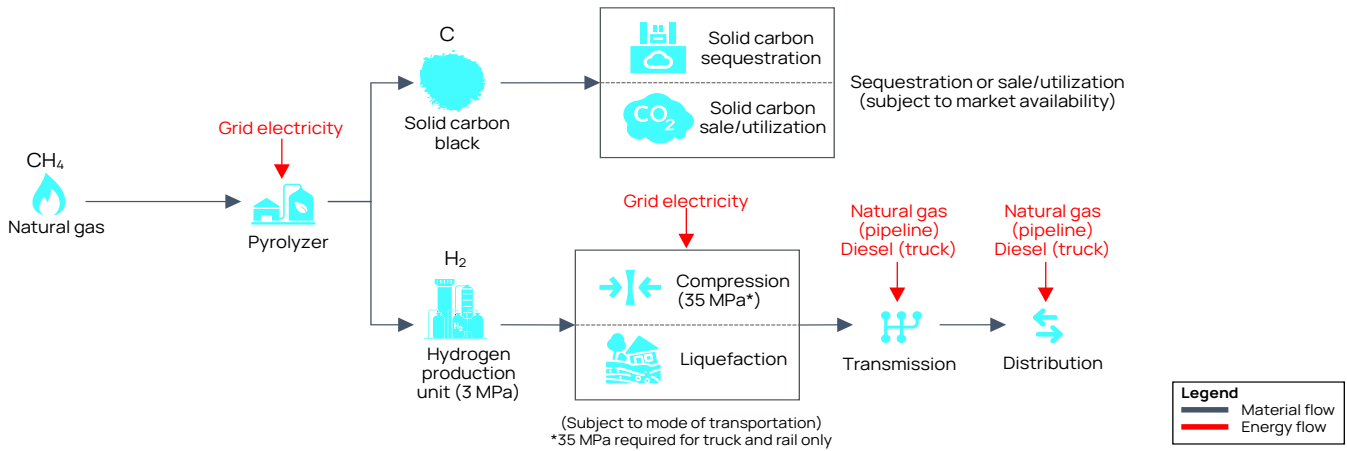 C
Solid carbon
black
Solid carbon
sequestration
CO₂
Solid carbon
sale/utilization
Sequestration or sale/utilization
(subject to market availability)
Grid electricity
CH₄
Natural gas
Pyrolyzer
H₂
Hydrogen
production
unit (3 MPa)
Grid electricity
Compression
(35 MPa*)
Liquefaction
(Subject to mode of transportation)
*35 MPa required for truck and rail only
Natural gas
(pipeline)
Diesel (truck)
Transmission
Natural gas
(pipeline)
Diesel (truck)
Distribution
Legend
Material flow
Energy flow